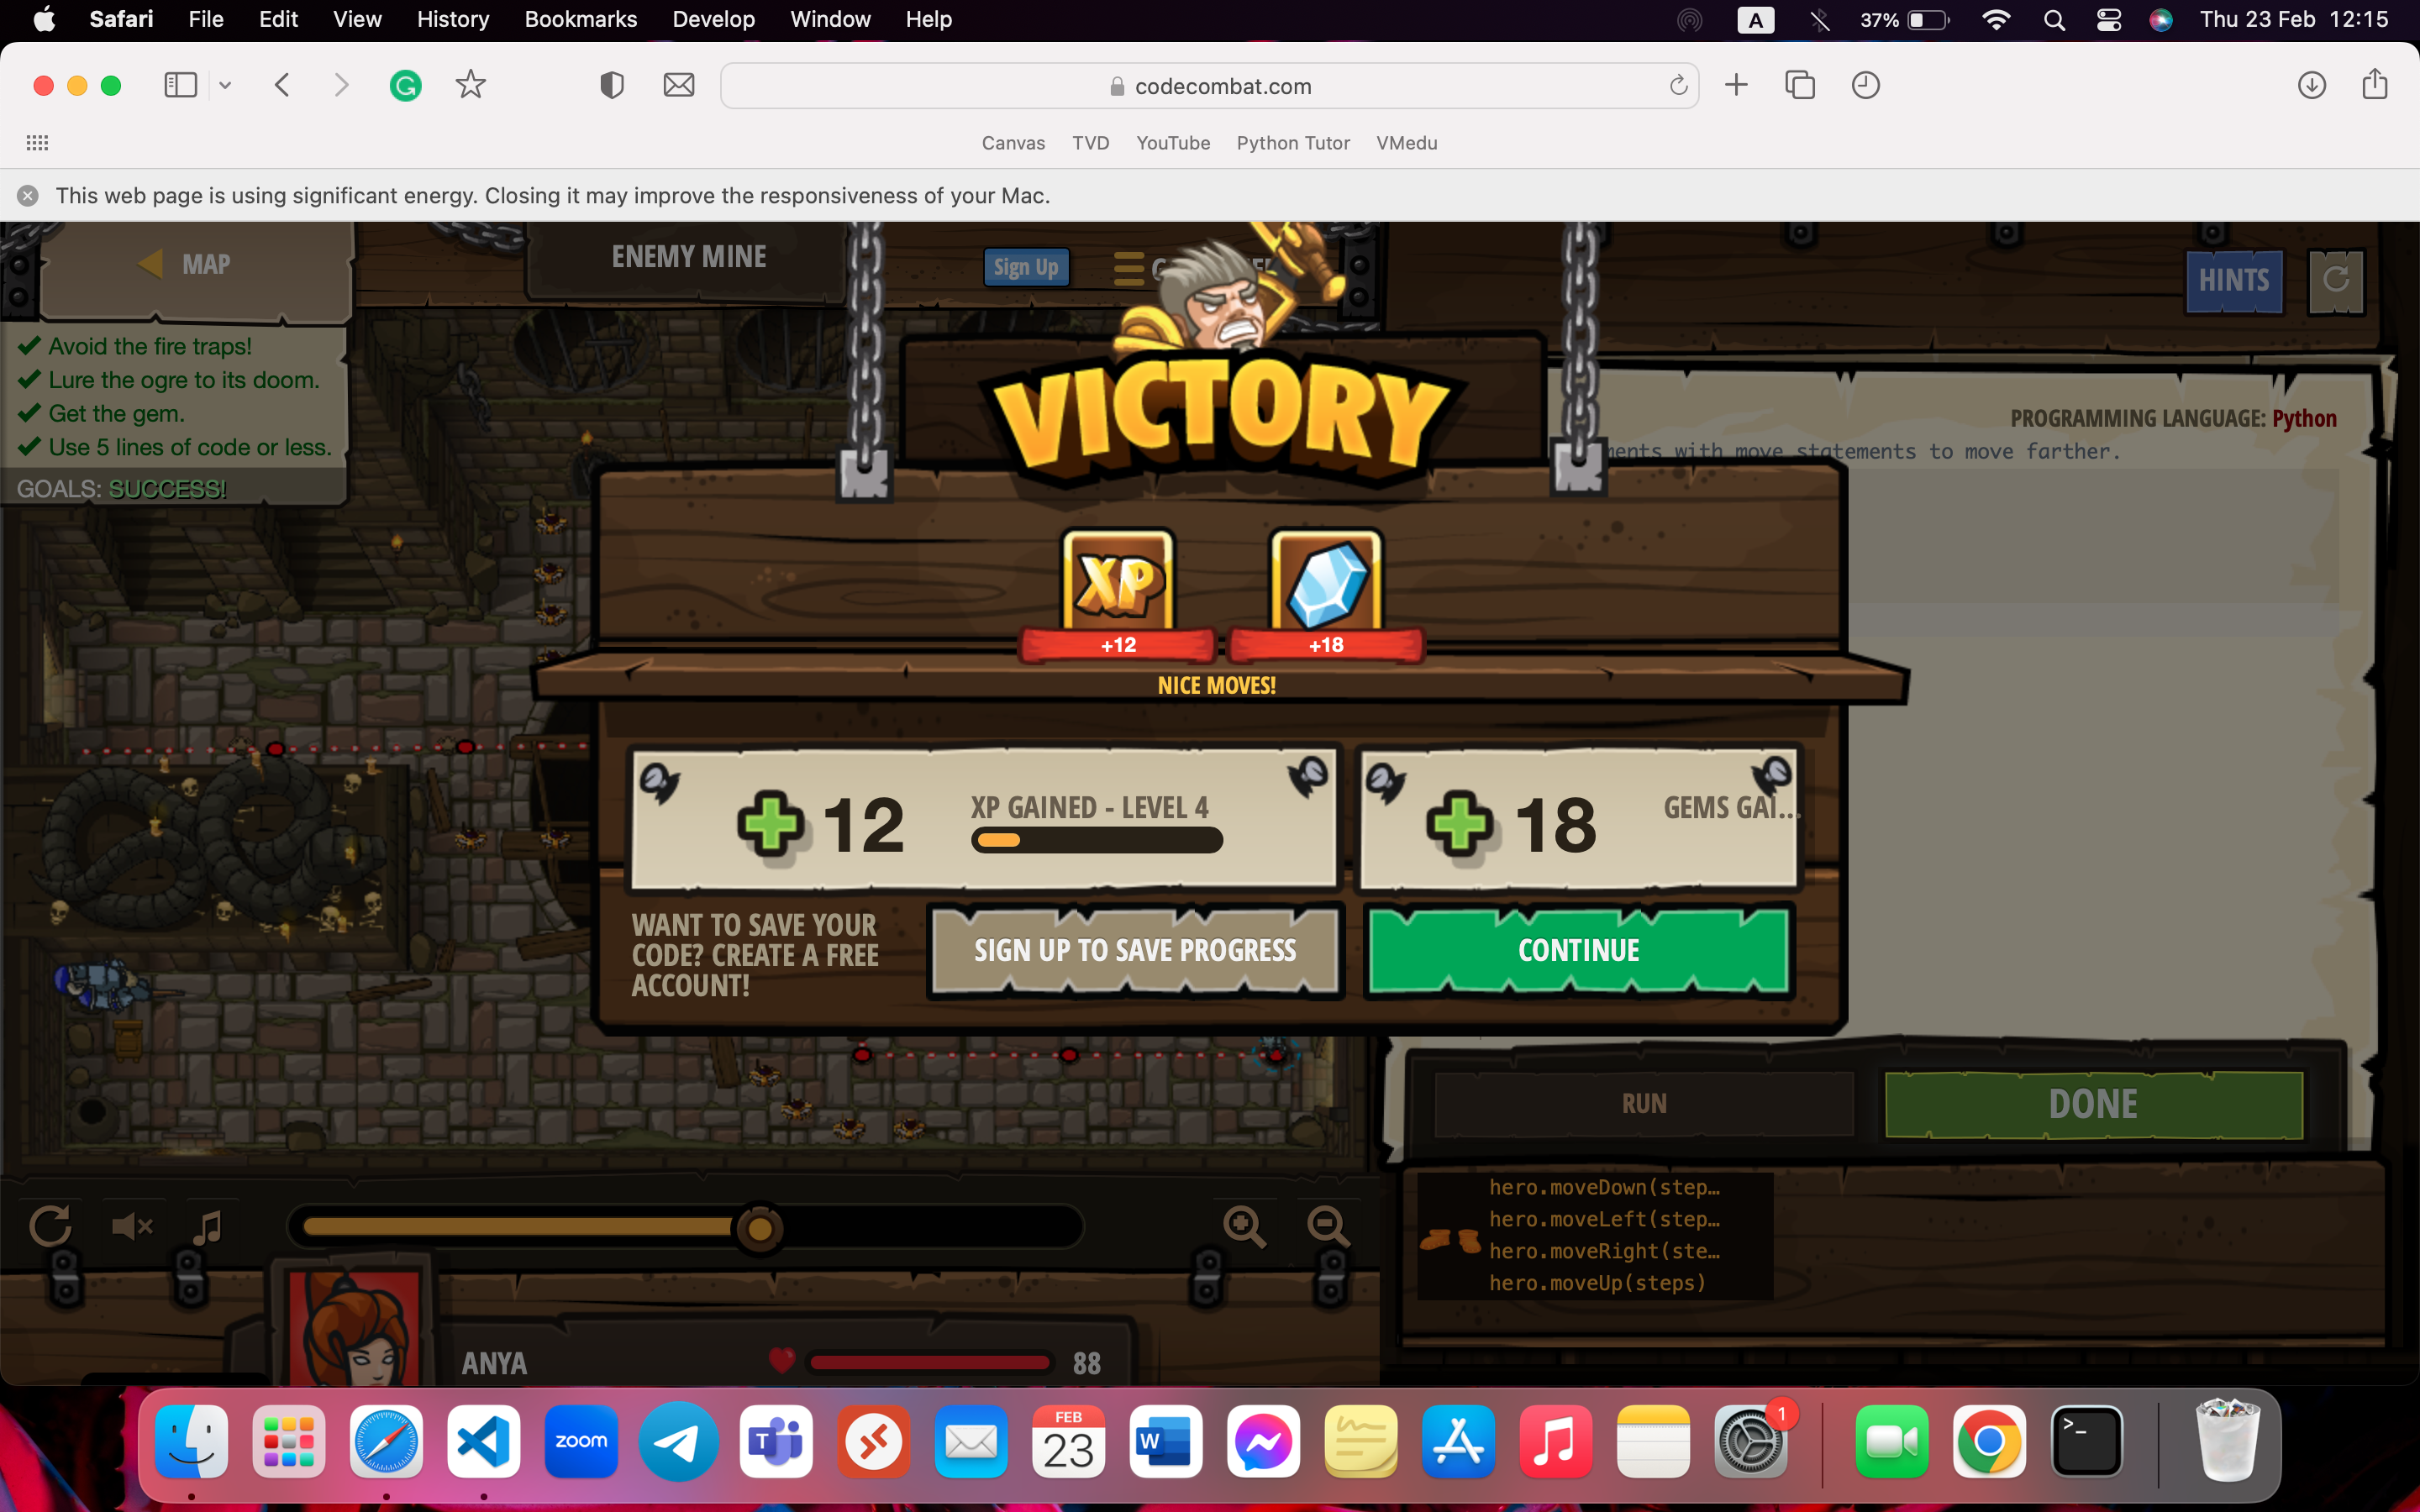 Safari File Edit View History Bookmarks Develop Window Help A 37% Thu 23 Feb 12:15
codecombat.com
Canvas TVD YouTube Python Tutor VMedu
This web page is using significant energy. Closing it may improve the responsiveness of your Mac.
MAP
ENEMY MINE
Sign Up
HINTS
Avoid the fire traps!
Lure the ogre to its doom.
Get the gem.
Use 5 lines of code or less.
GOALS: SUCCESS!
VICTORY
PROGRAMMING LANGUAGE: Python
with move statements to move farther.
XP
+12 +18
NICE MOVES!
12 XP GAINED - LEVEL 4
18 GEMS GAI...
WANT TO SAVE YOUR
CODE? CREATE A FREE
ACCOUNT!
SIGN UP TO SAVE PROGRESS
CONTINUE
RUN DONE
hero.moveDown(step…
hero.moveLeft(step…
hero.moveRight(ste…
hero.moveUp(steps)
ANYA 88
zoom
T
FEB
23
W
1
>_